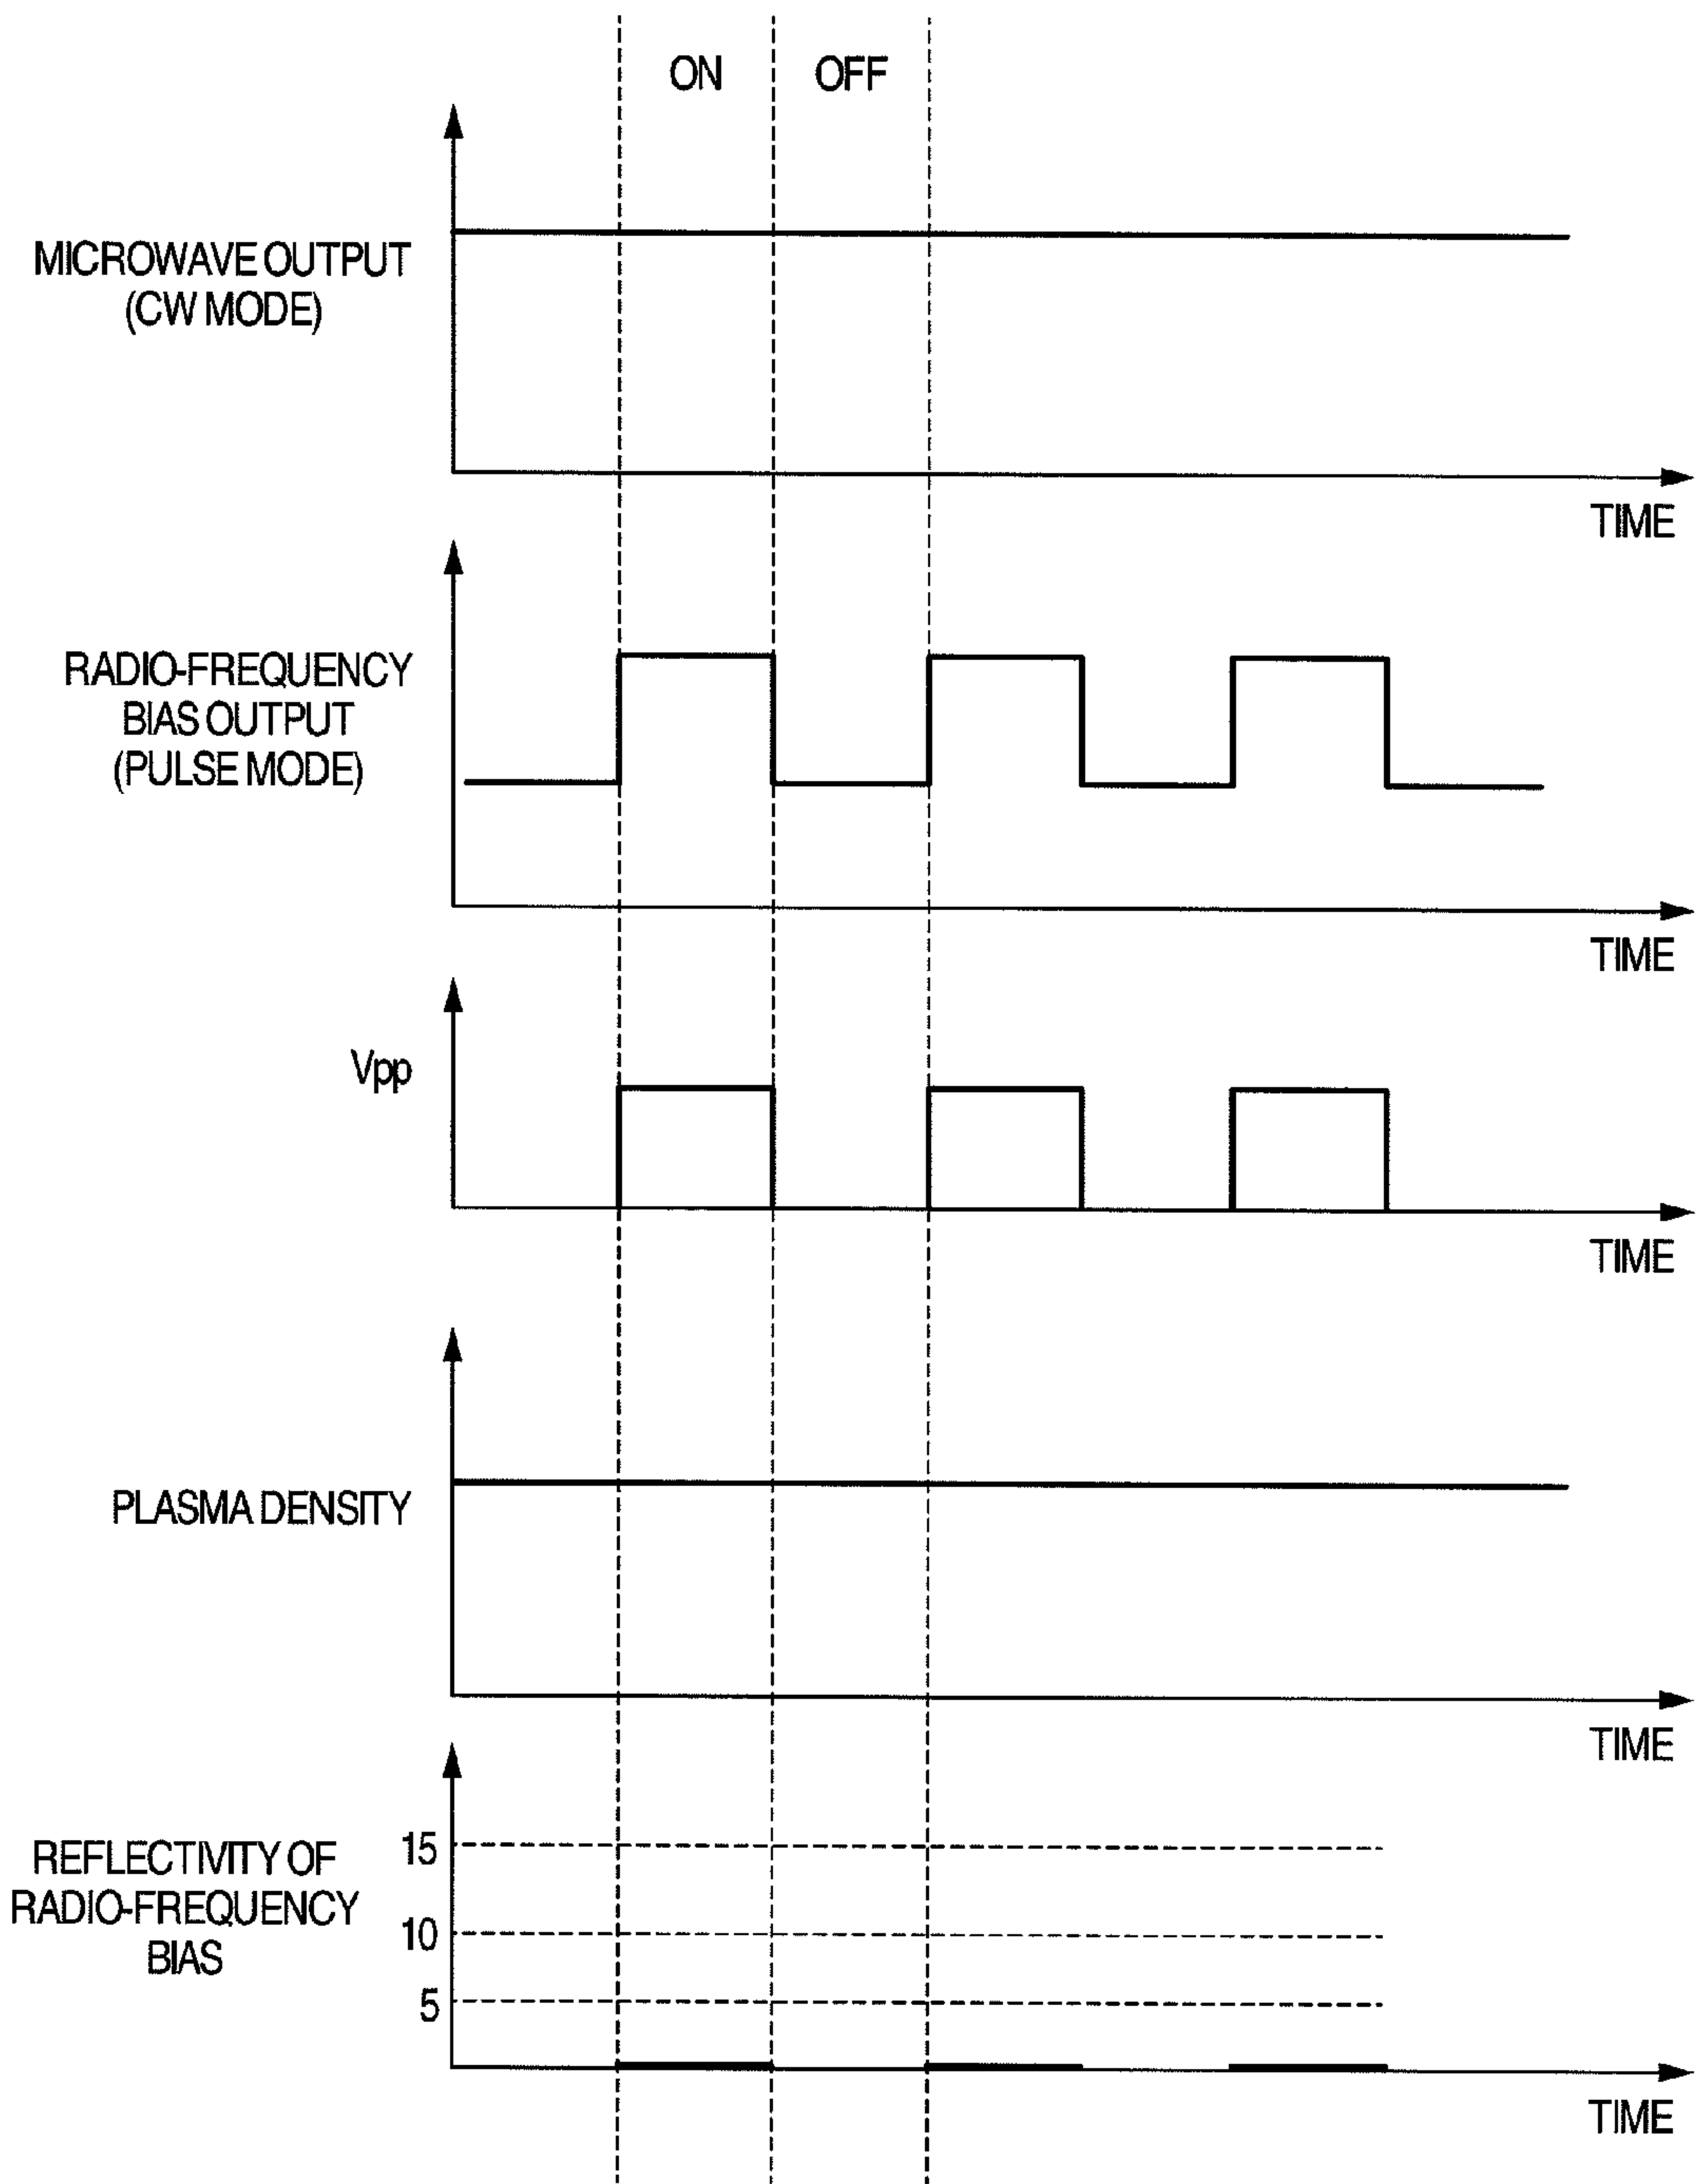 ON OFF
MICROWAVE OUTPUT
(CW MODE)
TIME
RADIO-FREQUENCY
BIAS OUTPUT
(PULSE MODE)
TIME
Vpp
TIME
PLASMA DENSITY
TIME
REFLECTIVITY OF
RADIO-FREQUENCY
BIAS
15
10
5
TIME